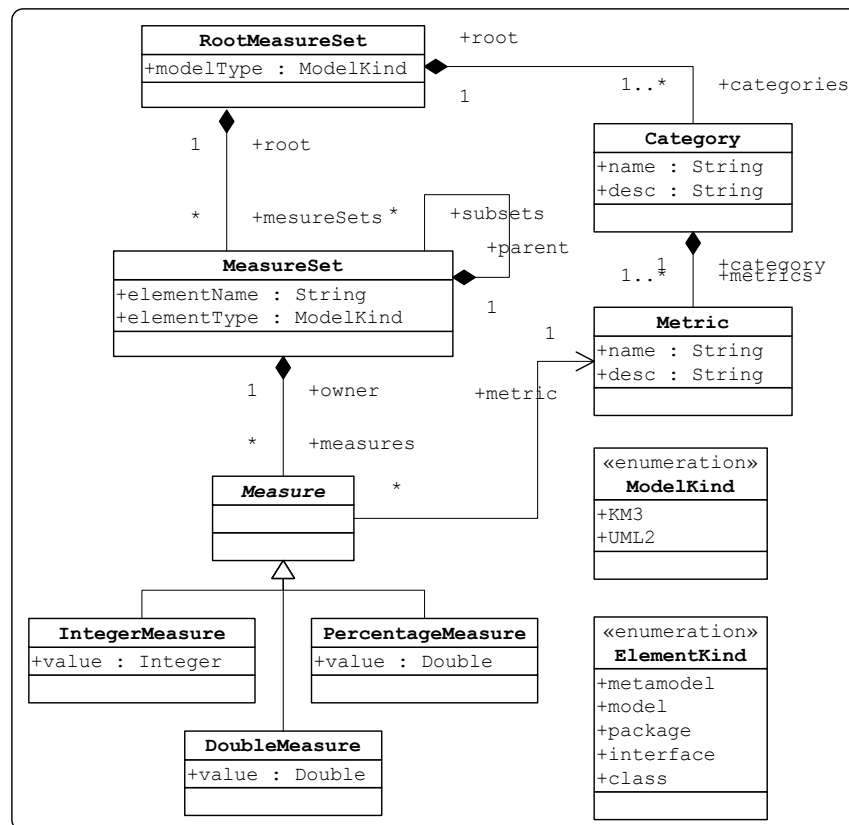 RootMeasureSet
+modelType : ModelKind
+root
1
1..*
+categories
1
+root
*
+mesureSets
Category
+name : String
+desc : String
*
+subsets
+parent
1
MeasureSet
+elementName : String
+elementType : ModelKind
1
+category
1..*
+metrics
Metric
+name : String
+desc : String
1
+metric
*
1
+owner
*
+measures
Measure
«enumeration»
ModelKind
+KM3
+UML2
IntegerMeasure
+value : Integer
PercentageMeasure
+value : Double
DoubleMeasure
+value : Double
«enumeration»
ElementKind
+metamodel
+model
+package
+interface
+class